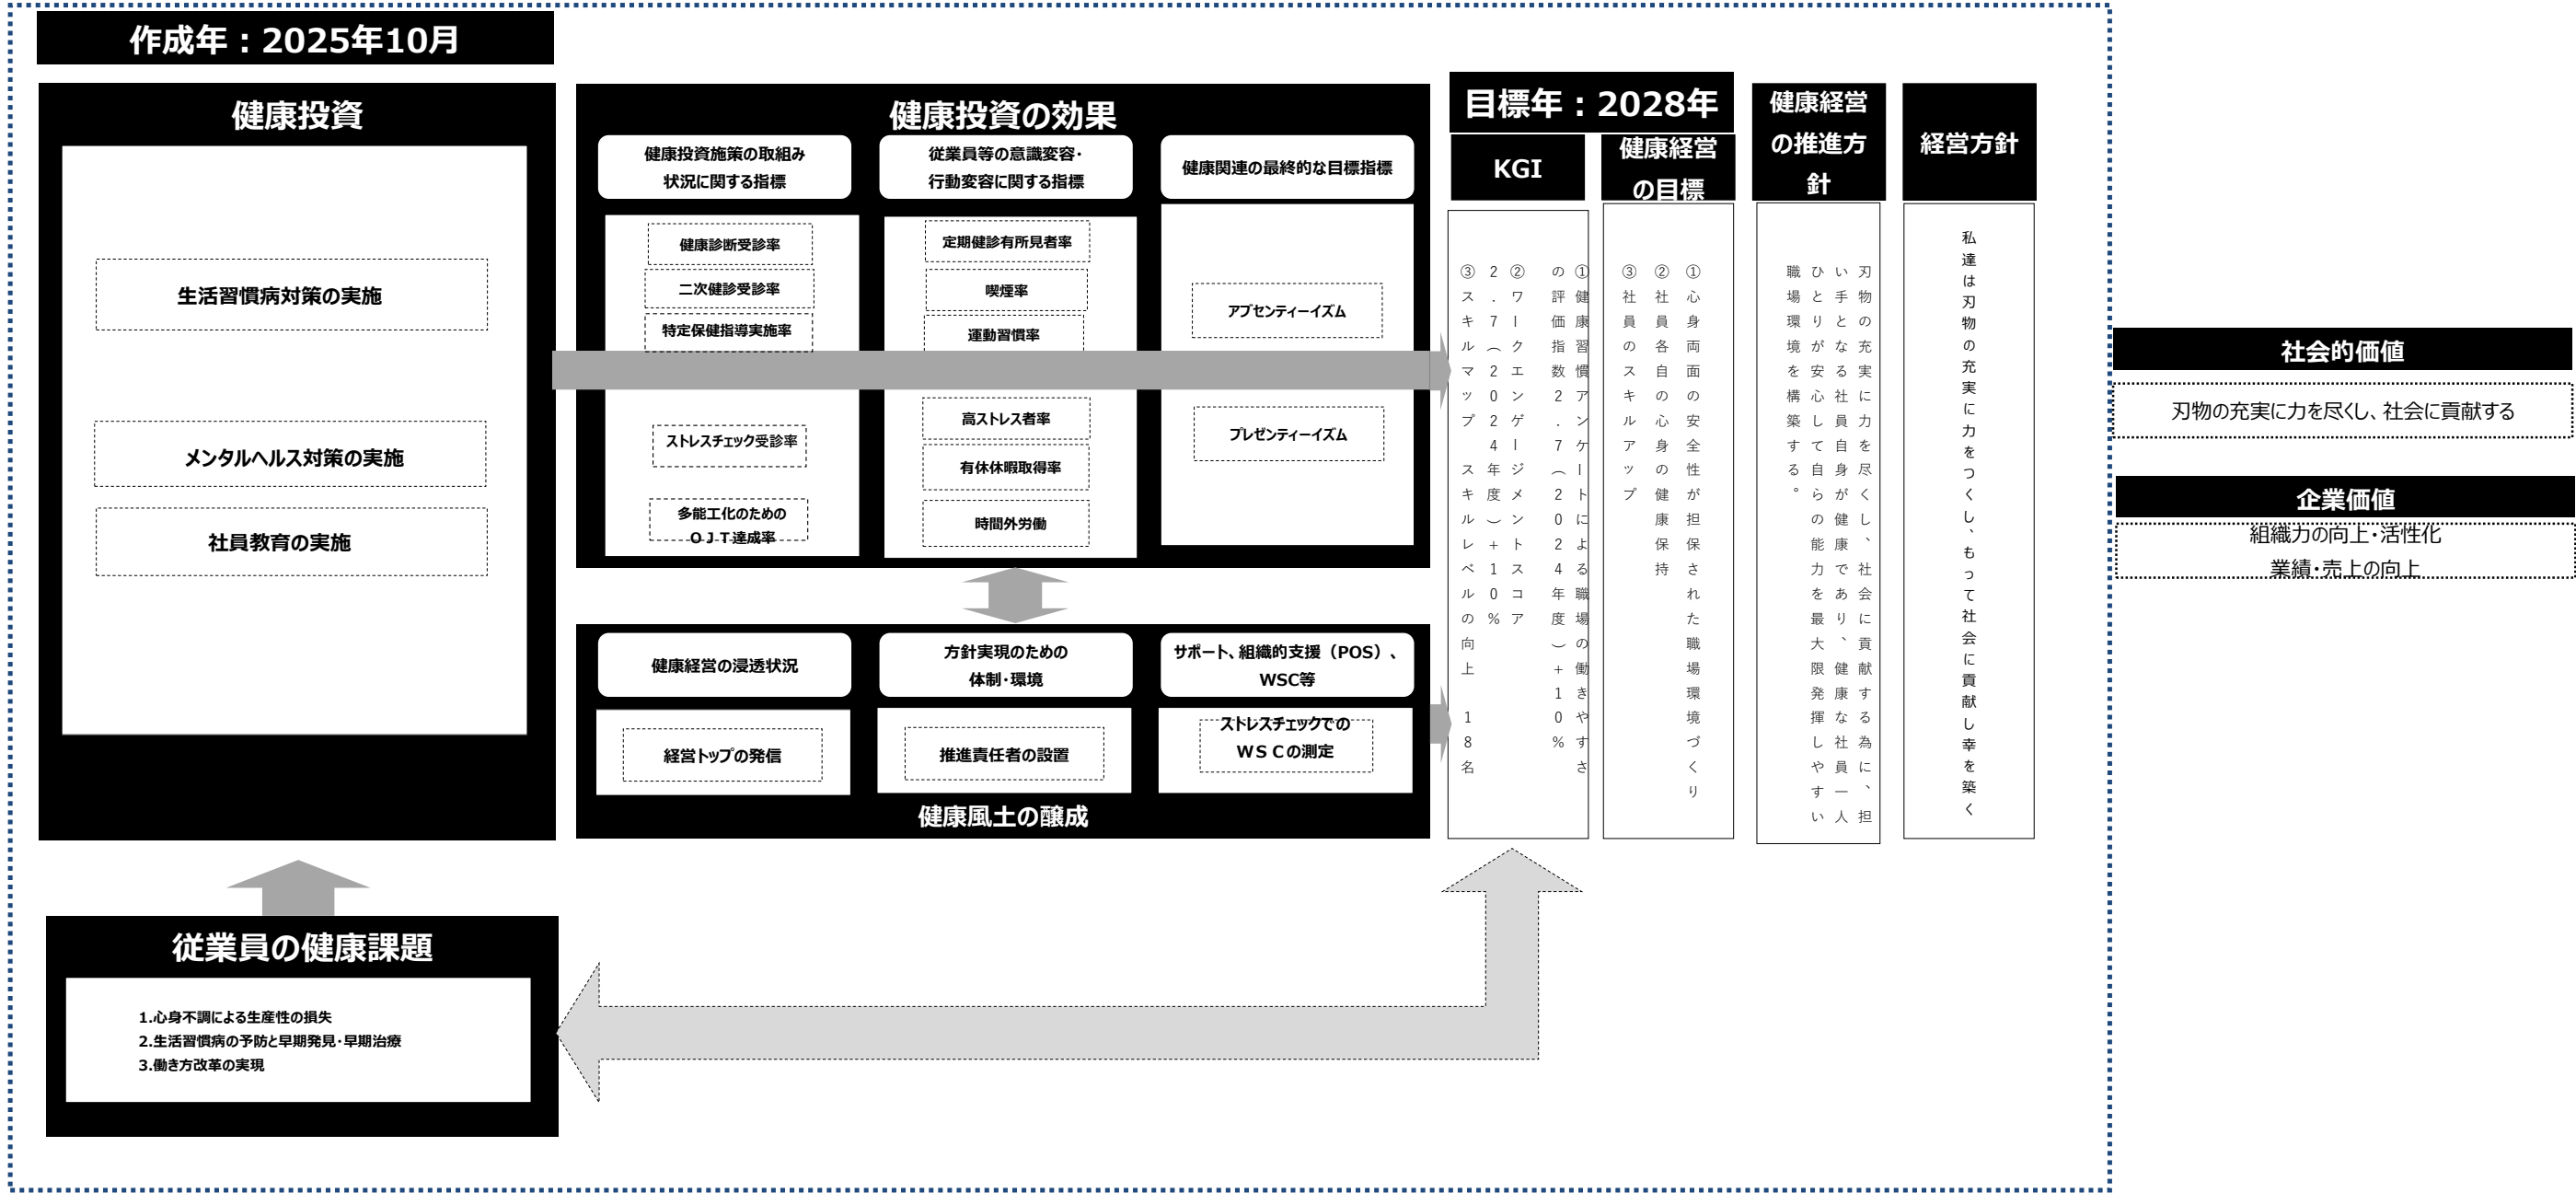 作成年：2025年10月
健康投資
生活習慣病対策の実施
メンタルヘルス対策の実施
社員教育の実施
健康投資の効果
健康投資施策の取組み
状況に関する指標
健康診断受診率
二次健診受診率
特定保健指導実施率
ストレスチェック受診率
多能工化のための
ＯＪＴ達成率
従業員等の意識変容・
行動変容に関する指標
定期健診有所見者率
喫煙率
運動習慣率
高ストレス者率
有休休暇取得率
時間外労働
健康関連の最終的な目標指標
アブセンティーイズム
プレゼンティーイズム
健康経営の浸透状況
経営トップの発信
方針実現のための
体制・環境
推進責任者の設置
サポート、組織的支援（POS）、
WSC等
ストレスチェックでの
ＷＳＣの測定
健康風土の醸成
目標年：2028年
KGI
①健康習慣アンケートによる職場の働きやすさ
の評価指数２．７（２０２４年度）＋１０％
②ワークエンゲージメントスコア
２．７（２０２４年度）＋１０％
③スキルマップ　スキルレベルの向上　１８名
健康経営
の目標
①心身両面の安全性が担保された職場環境づくり
②社員各自の心身の健康保持
③社員のスキルアップ
健康経営
の推進方
針
刃物の充実に力を尽くし、社会に貢献する為に、担
い手となる社員自身が健康であり、健康な社員一人
ひとりが安心して自らの能力を最大限発揮しやすい
職場環境を構築する。
経営方針
私達は刃物の充実に力をつくし、もって社会に貢献し幸を築く
社会的価値
刃物の充実に力を尽くし、社会に貢献する
企業価値
組織力の向上・活性化
業績・売上の向上
従業員の健康課題
1.心身不調による生産性の損失
2.生活習慣病の予防と早期発見・早期治療
3.働き方改革の実現